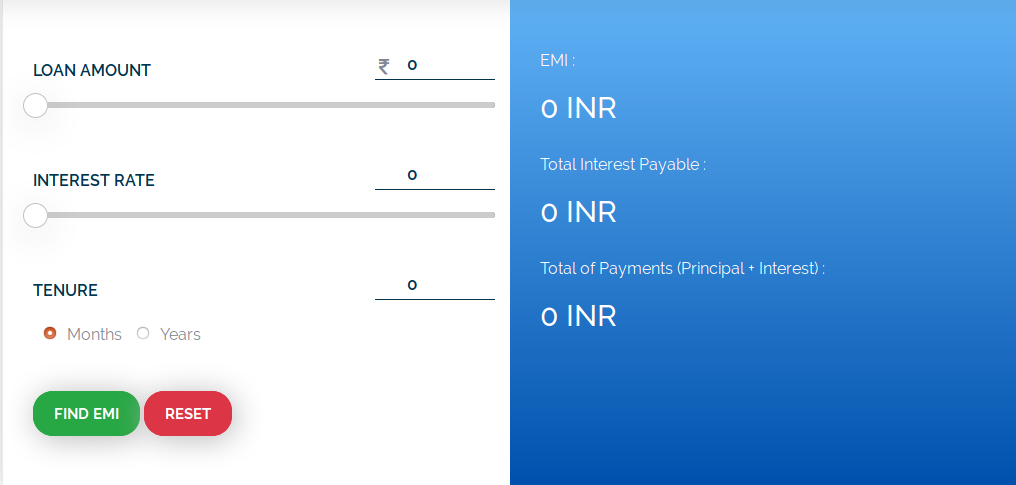 LOAN AMOUNT
₹ 0
INTEREST RATE
0
TENURE
0
Months
Years
FIND EMI
RESET
EMI :
0 INR
Total Interest Payable :
0 INR
Total of Payments (Principal + Interest) :
0 INR